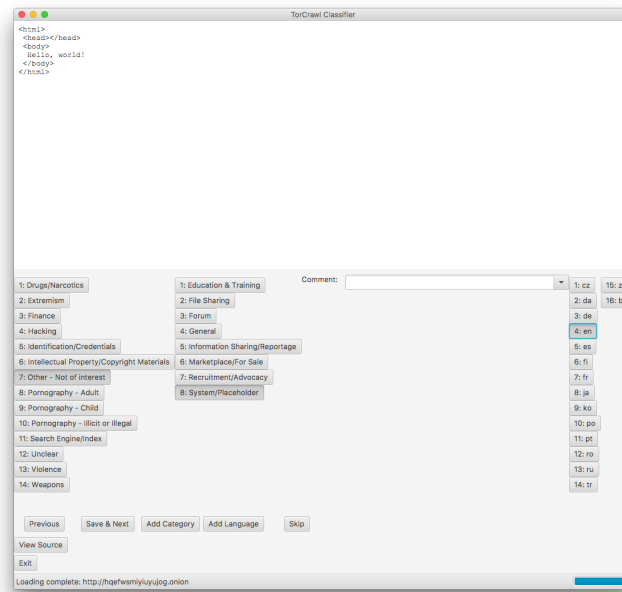 TorCrawl Classifier
<html>
<head></head>
<body>
Hello, world!
</body>
</html>
1: Drugs/Narcotics
2: Extremism
3: Finance
4: Hacking
5: Identification/Credentials
6: Intellectual Property/Copyright Materials
7: Other - Not of interest
8: Pornography - Adult
9: Pornography - Child
10: Pornography - Illicit or Illegal
11: Search Engine/Index
12: Unclear
13: Violence
14: Weapons
1: Education & Training
2: File Sharing
3: Forum
4: General
5: Information Sharing/Reportage
6: Marketplace/For Sale
7: Recruitment/Advocacy
8: System/Placeholder
Comment:
1: cz
2: da
3: de
4: en
5: es
6: fi
7: fr
8: ja
9: ko
10: po
11: pt
12: ro
13: ru
14: tr
15: z
16: b
Previous
Save & Next
Add Category
Add Language
Skip
View Source
Exit
Loading complete: http://hqefwsmiyiuyujog.onion